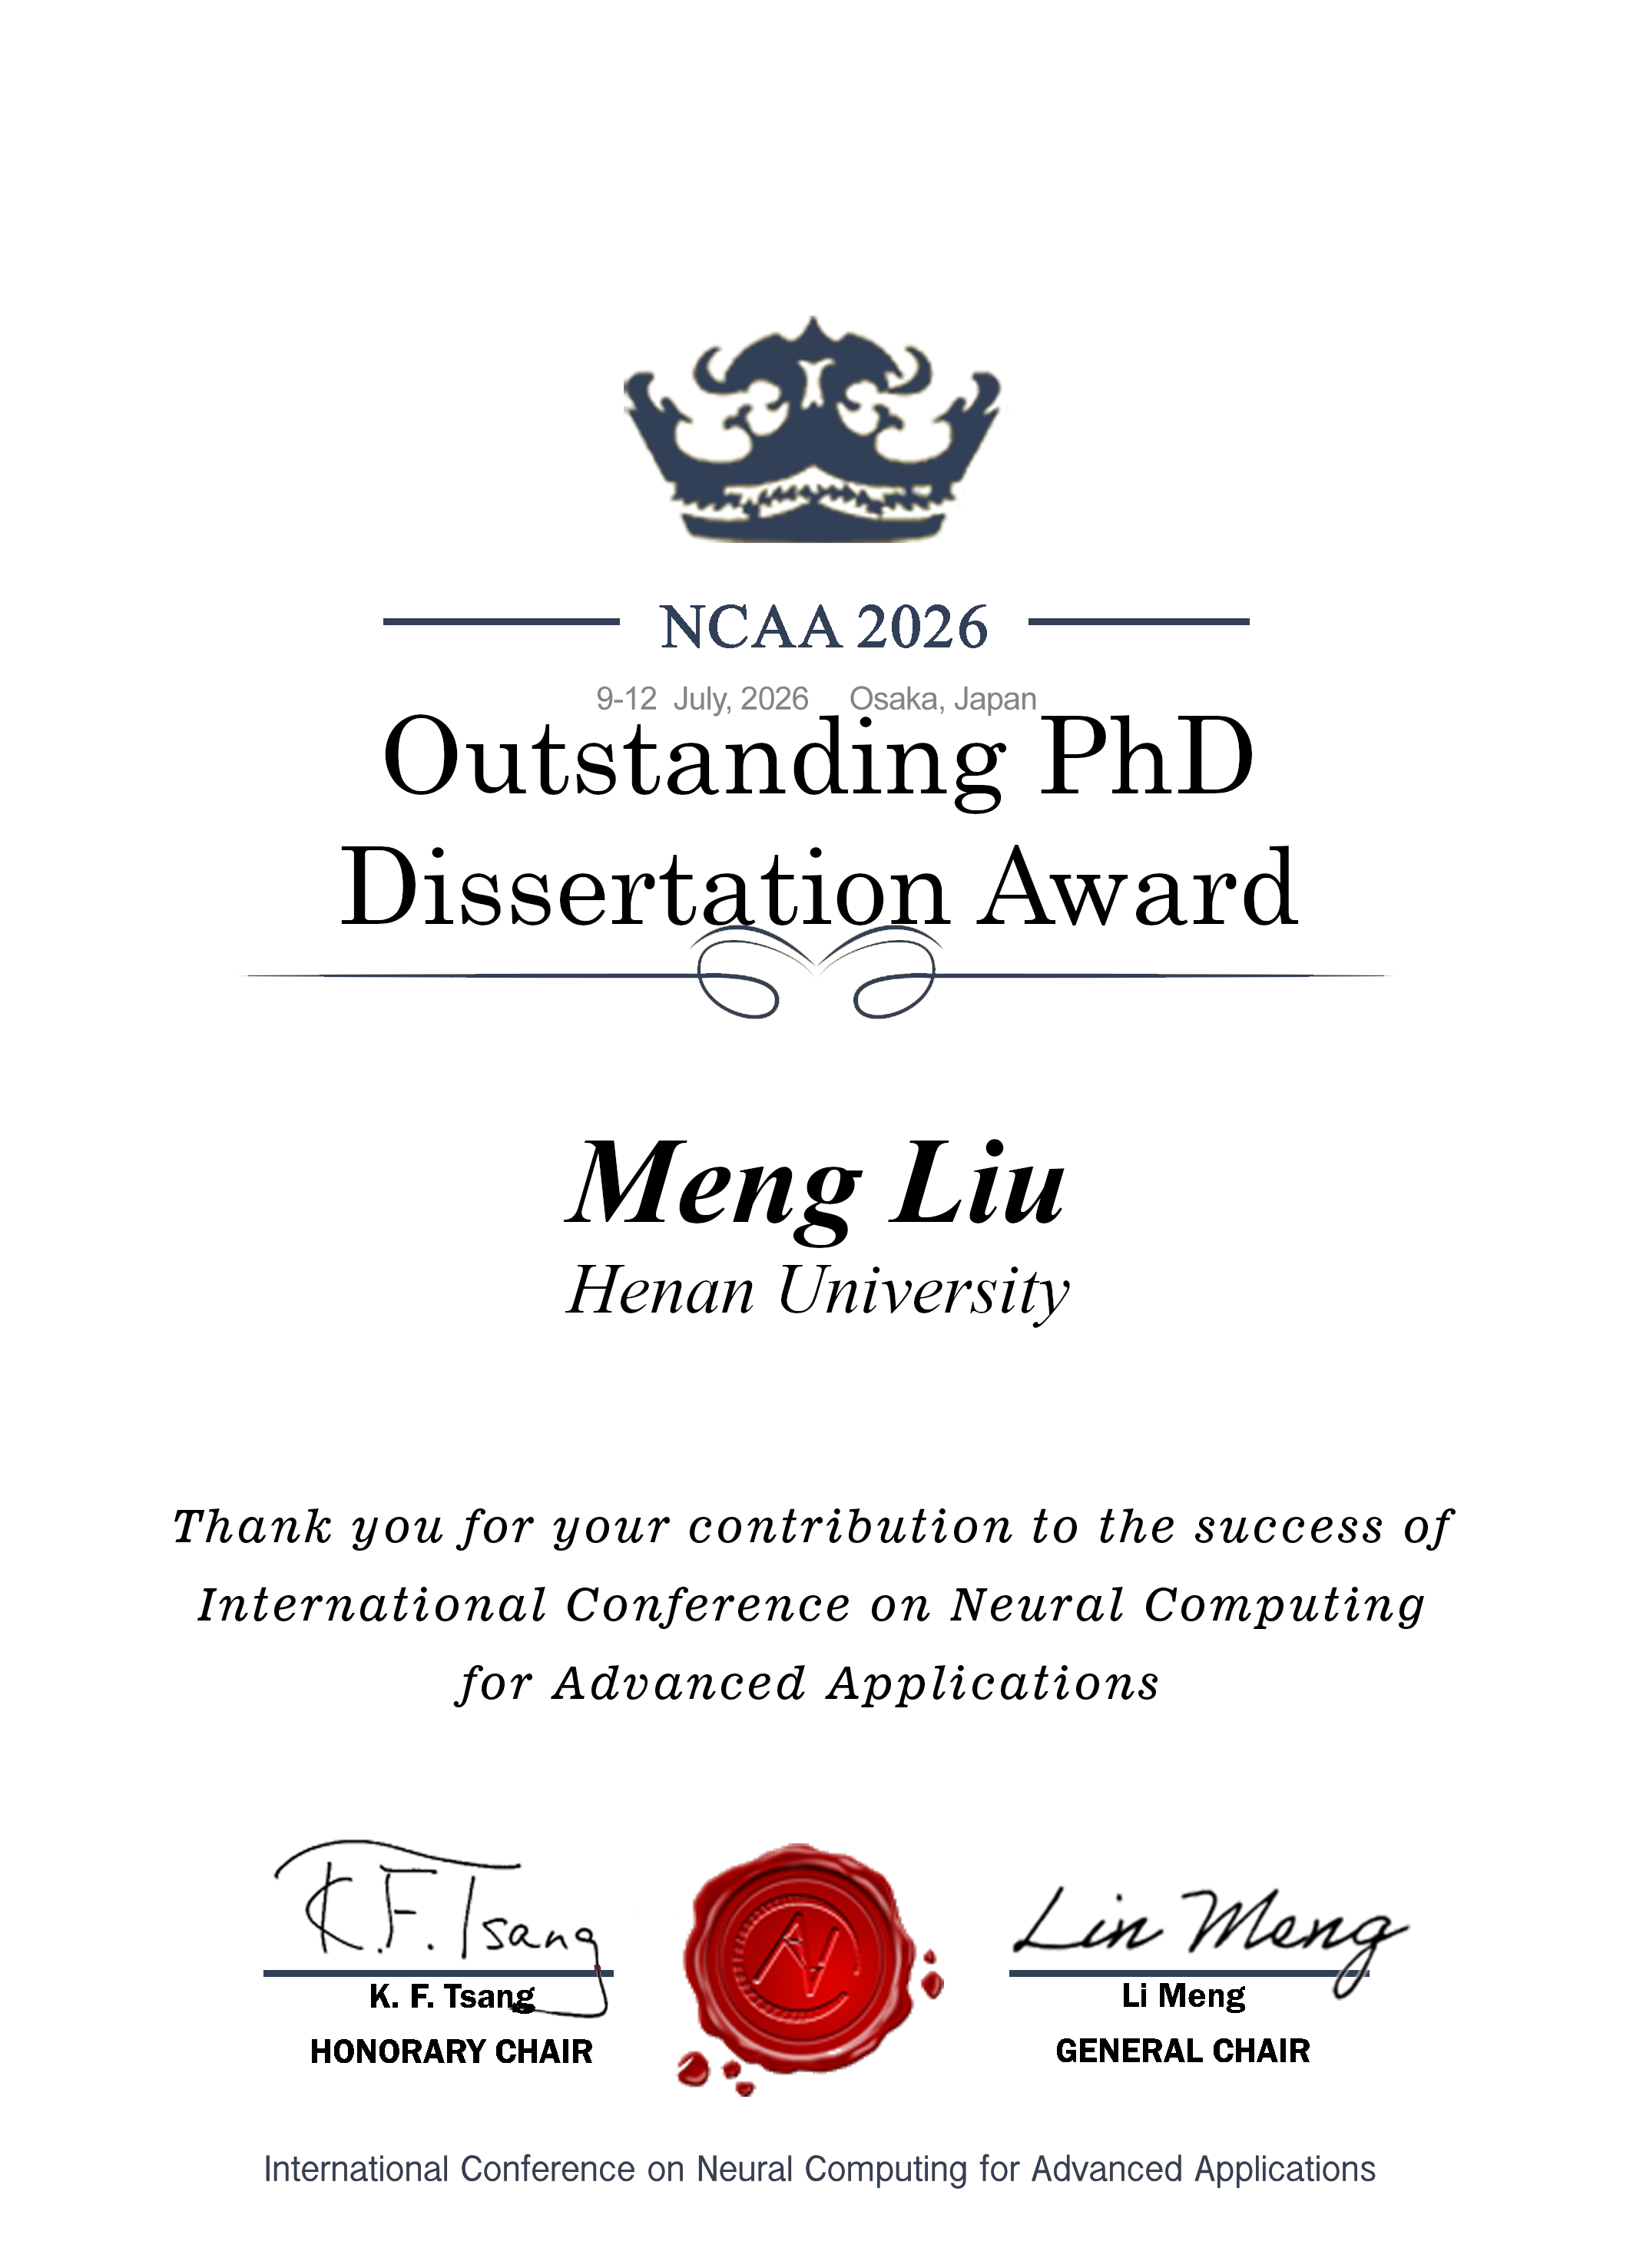 NCAA 2026
9-12 July, 2026 Osaka, Japan
Outstanding PhD
Dissertation Award
Meng Liu
Henan University
Thank you for your contribution to the success of
International Conference on Neural Computing
for Advanced Applications
K.F.Tsang
Lin Meng
K. F. Tsang
Li Meng
HONORARY CHAIR
GENERAL CHAIR
International Conference on Neural Computing for Advanced Applications